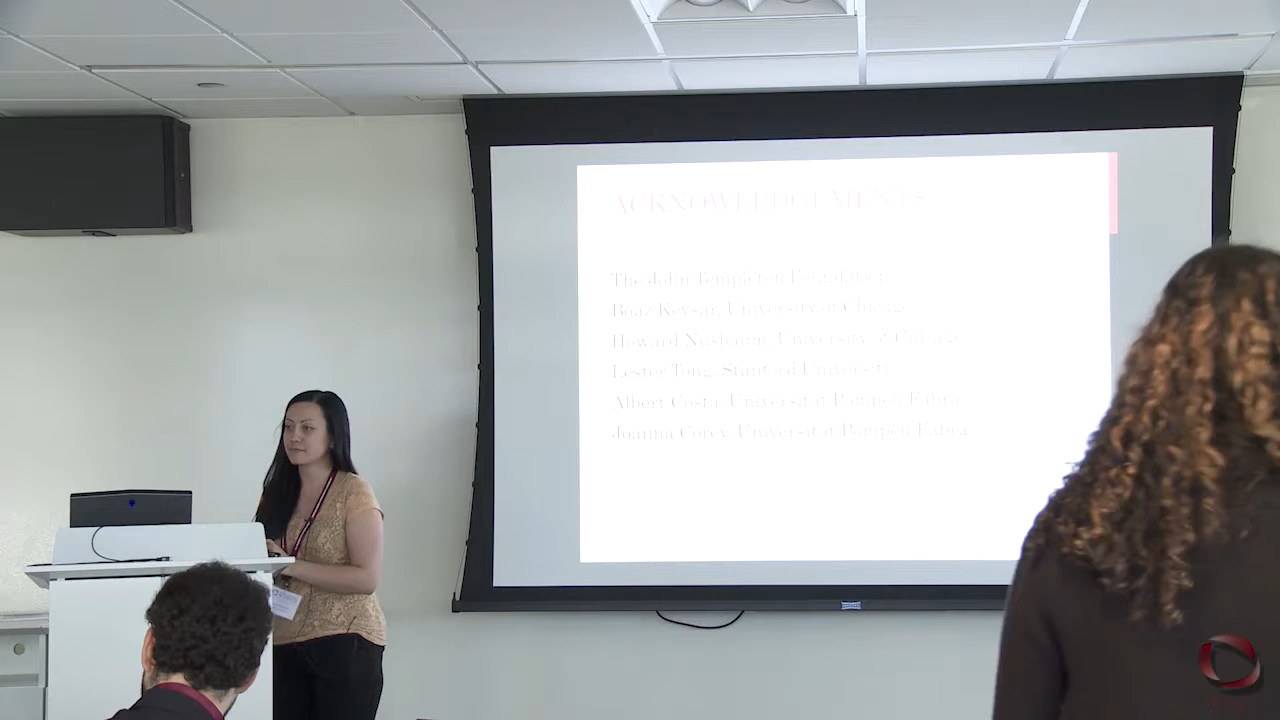 ACKNOWLEDGEMENTS
The John Templeton Foundation
Boaz Keysar, University of Chicago
Howard Nusbaum, University of Chicago
Lester Tong, Stanford University
Albert Costa, Universitat Pompeu Fabra
Joanna Corey, Universitat Pompeu Fabra